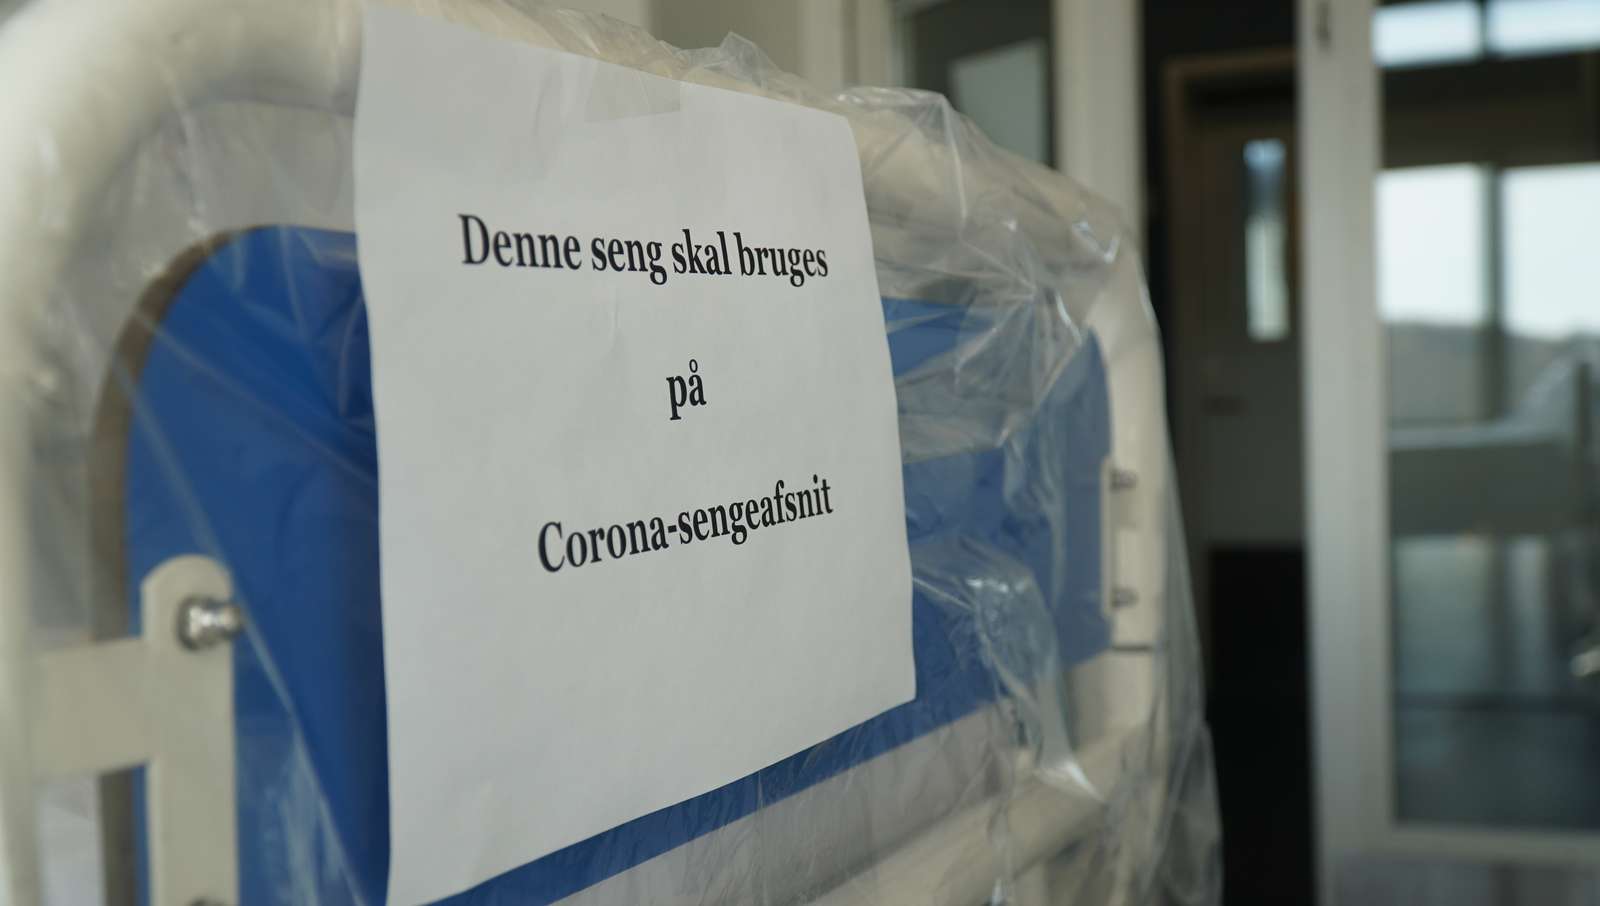 Denne seng skal bruges
på
Corona-sengeafsnit